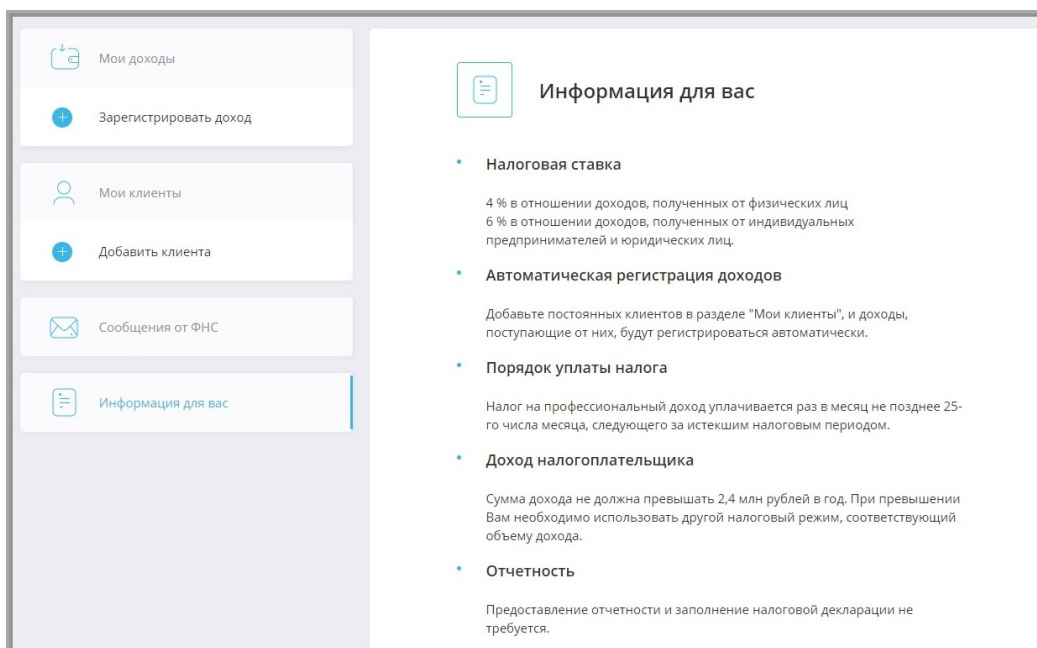 Мои доходы
Зарегистрировать доход
Мои клиенты
Добавить клиента
Сообщения от ФНС
Информация для вас
Информация для вас
Налоговая ставка
4 % в отношении доходов, полученных от физических лиц
6 % в отношении доходов, полученных от индивидуальных
предпринимателей и юридических лиц.
Автоматическая регистрация доходов
Добавьте постоянных клиентов в разделе "Мои клиенты", и доходы,
поступающие от них, будут регистрироваться автоматически.
Порядок уплаты налога
Налог на профессиональный доход уплачивается раз в месяц не позднее 25-
го числа месяца, следующего за истекшим налоговым периодом.
Доход налогоплательщика
Сумма дохода не должна превышать 2,4 млн рублей в год. При превышении
Вам необходимо использовать другой налоговый режим, соответствующий
объему дохода.
Отчетность
Предоставление отчетности и заполнение налоговой декларации не
требуется.